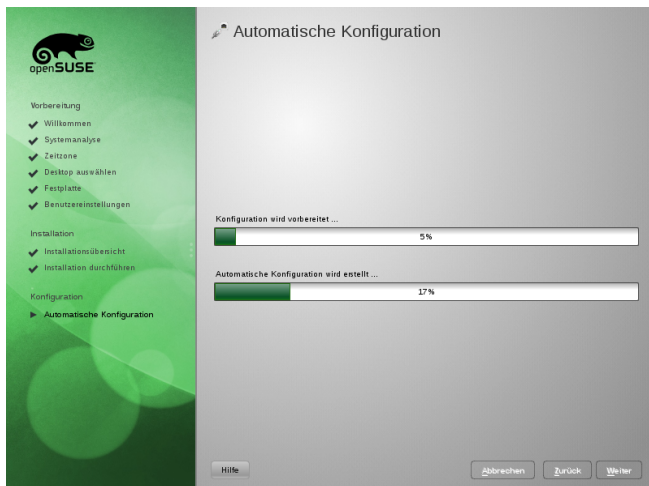 openSUSE
Vorbereitung
Willkommen
Systemanalyse
Zeitzone
Desktop auswählen
Festplatte
Benutzereinstellungen
Installation
Installationsübersicht
Installation durchführen
Konfiguration
Automatische Konfiguration
Automatische Konfiguration
Konfiguration wird vorbereitet ...
5%
Automatische Konfiguration wird erstellt ...
17%
Hilfe
Abbrechen
Zurück
Weiter